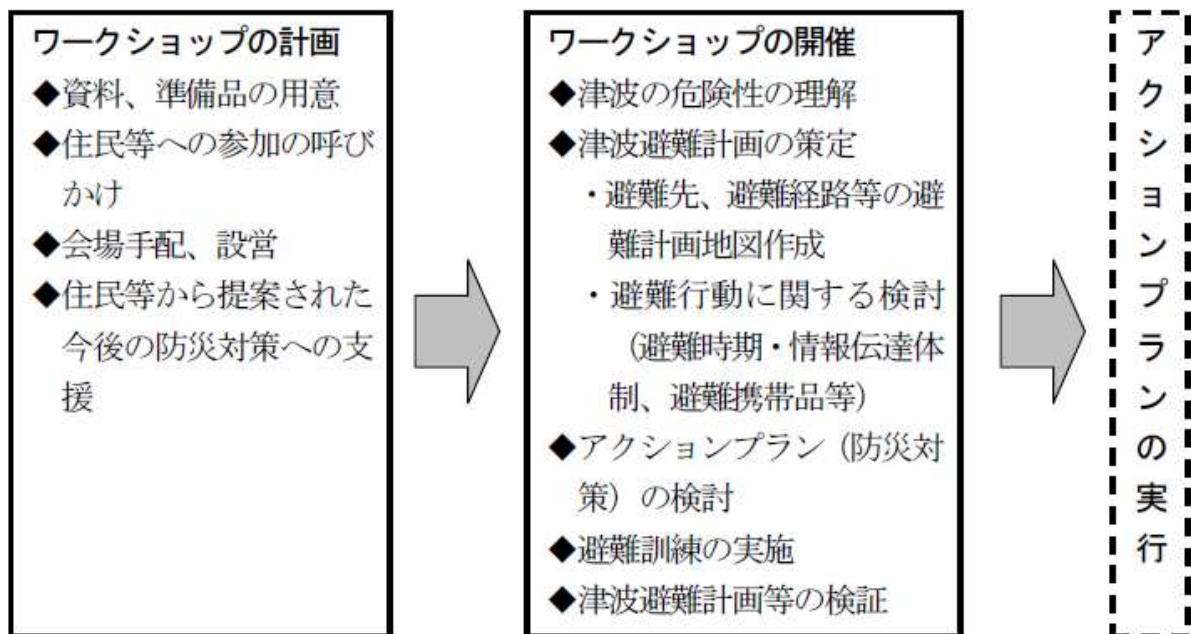 ワークショップの計画
◆資料、準備品の用意
◆住民等への参加の呼び
かけ
◆会場手配、設営
◆住民等から提案された
今後の防災対策への支
援
ワークショップの開催
◆津波の危険性の理解
◆津波避難計画の策定
・避難先、避難経路等の避
難計画地図作成
・避難行動に関する検討
（避難時期・情報伝達体
制、避難携帯品等）
◆アクションプラン（防災対
策）の検討
◆避難訓練の実施
◆津波避難計画等の検証
アクションプランの実行